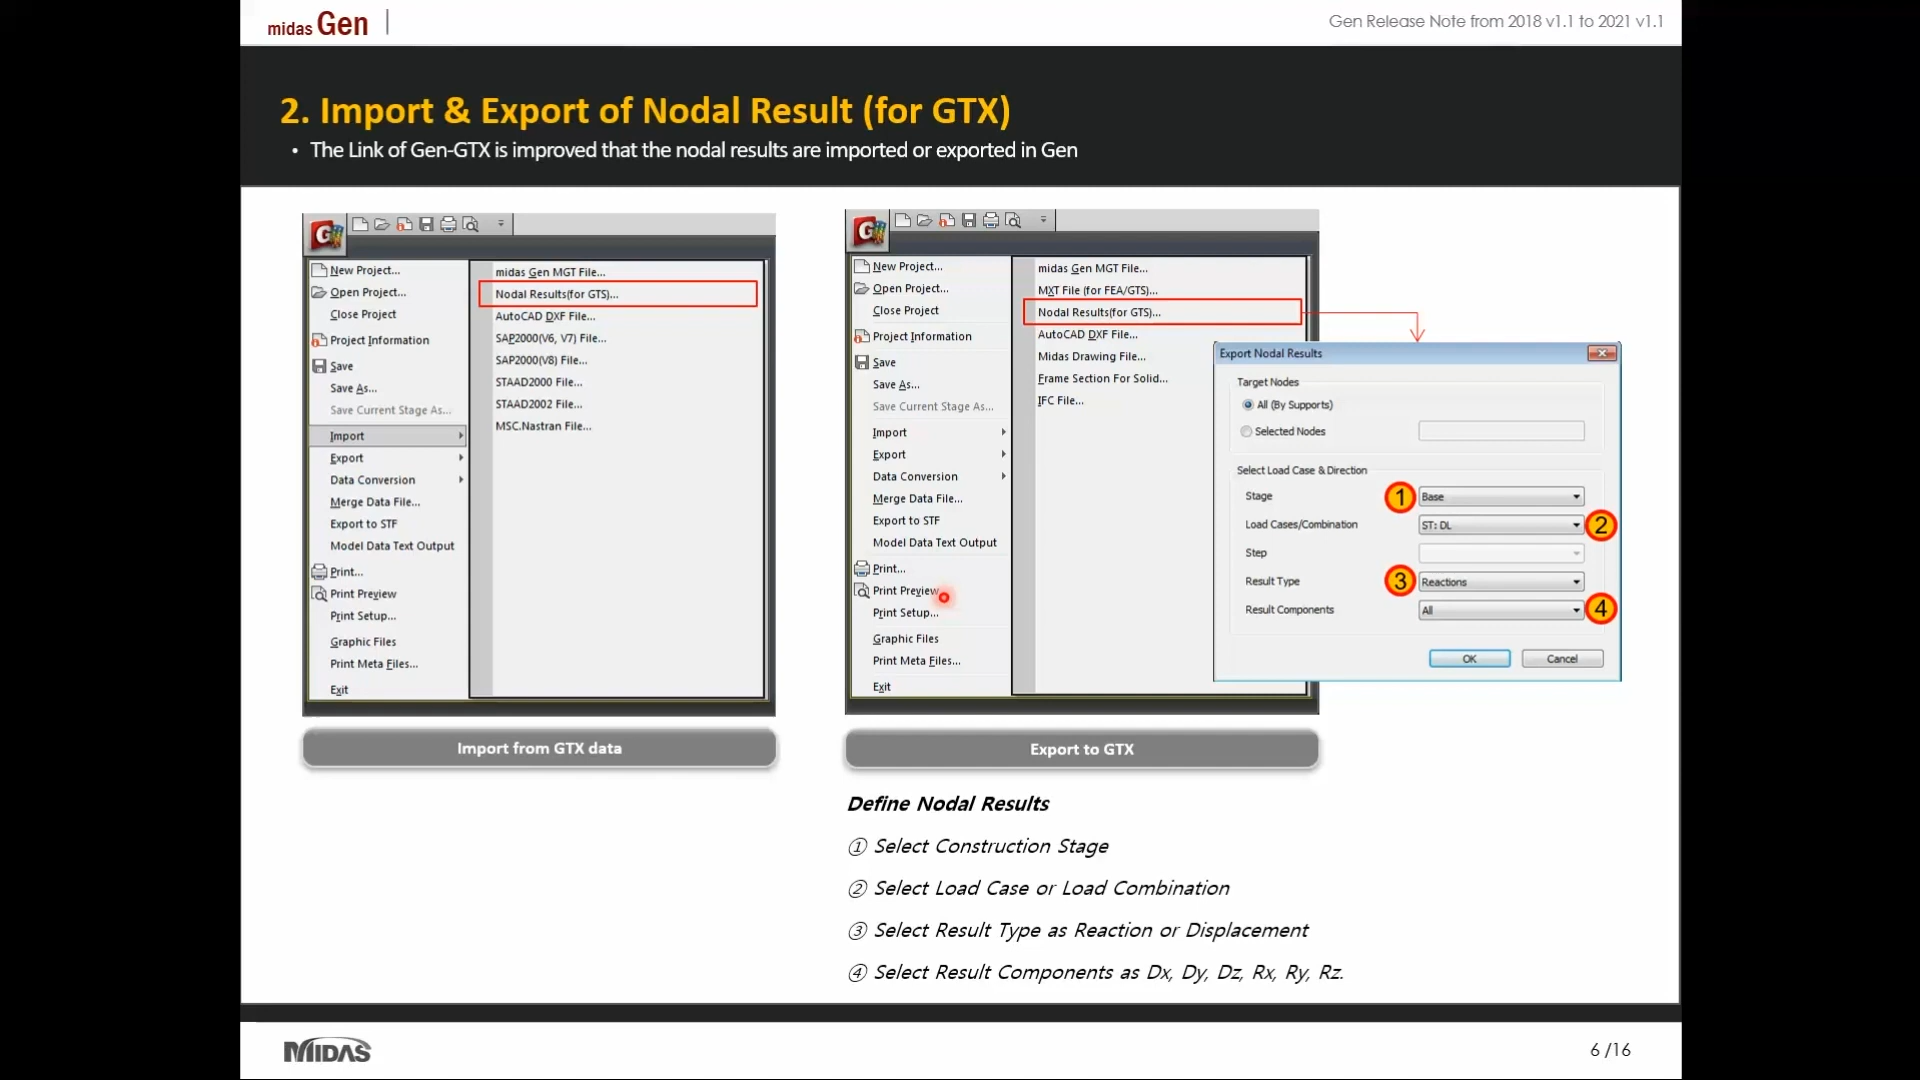 midas Gen
Gen Release Note from 2018 v1.1 to 2021 v1.1
2. Import & Export of Nodal Result (for GTX)
• The Link of Gen-GTX is improved that the nodal results are imported or exported in Gen
New Project...
Open Project...
Close Project
Project Information
Save
Save As...
Save Current Stage As...
Import
Export
Data Conversion
Merge Data File...
Export to STF
Model Data Text Output
Print...
Print Preview
Print Setup...
Graphic Files
Print Meta Files...
Exit
midas Gen MGT File...
Nodal Results(for GTS)...
AutoCAD DXF File...
SAP2000(V6, V7) File...
SAP2000(V8) File...
STAAD2000 File...
STAAD2002 File...
MSC.Nastran File...
Import from GTX data
New Project...
Open Project...
Close Project
Project Information
Save
Save As...
Save Current Stage As...
Import
Export
Data Conversion
Merge Data File...
Export to STF
Model Data Text Output
Print...
Print Preview
Print Setup...
Graphic Files
Print Meta Files...
Exit
midas Gen MGT File...
MXT File (for FEA/GTS)...
Nodal Results(for GTS)...
AutoCAD DXF File...
Midas Drawing File...
Frame Section For Solid...
IFC File...
Export to GTX
Export Nodal Results
Target Nodes
All (By Supports)
Selected Nodes
Select Load Case & Direction
Stage 1 Base
Load Cases/Combination ST: DL 2
Step
Result Type 3 Reactions
Result Components All 4
OK Cancel
Define Nodal Results
① Select Construction Stage
② Select Load Case or Load Combination
③ Select Result Type as Reaction or Displacement
④ Select Result Components as Dx, Dy, Dz, Rx, Ry, Rz.
MIDAS
6 /16